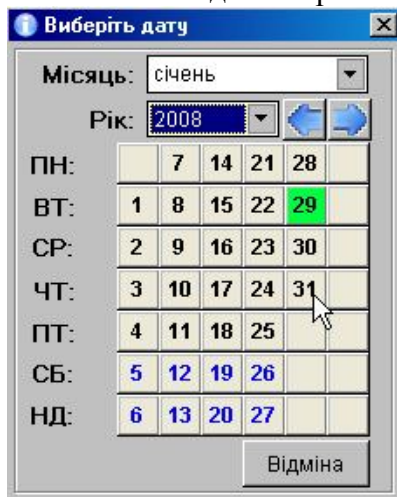 Виберіть дату
Місяць: січень
Рік: 2008
ПН: 7 14 21 28
ВТ: 1 8 15 22 29
СР: 2 9 16 23 30
ЧТ: 3 10 17 24 31
ПТ: 4 11 18 25
СБ: 5 12 19 26
НД: 6 13 20 27
Відміна